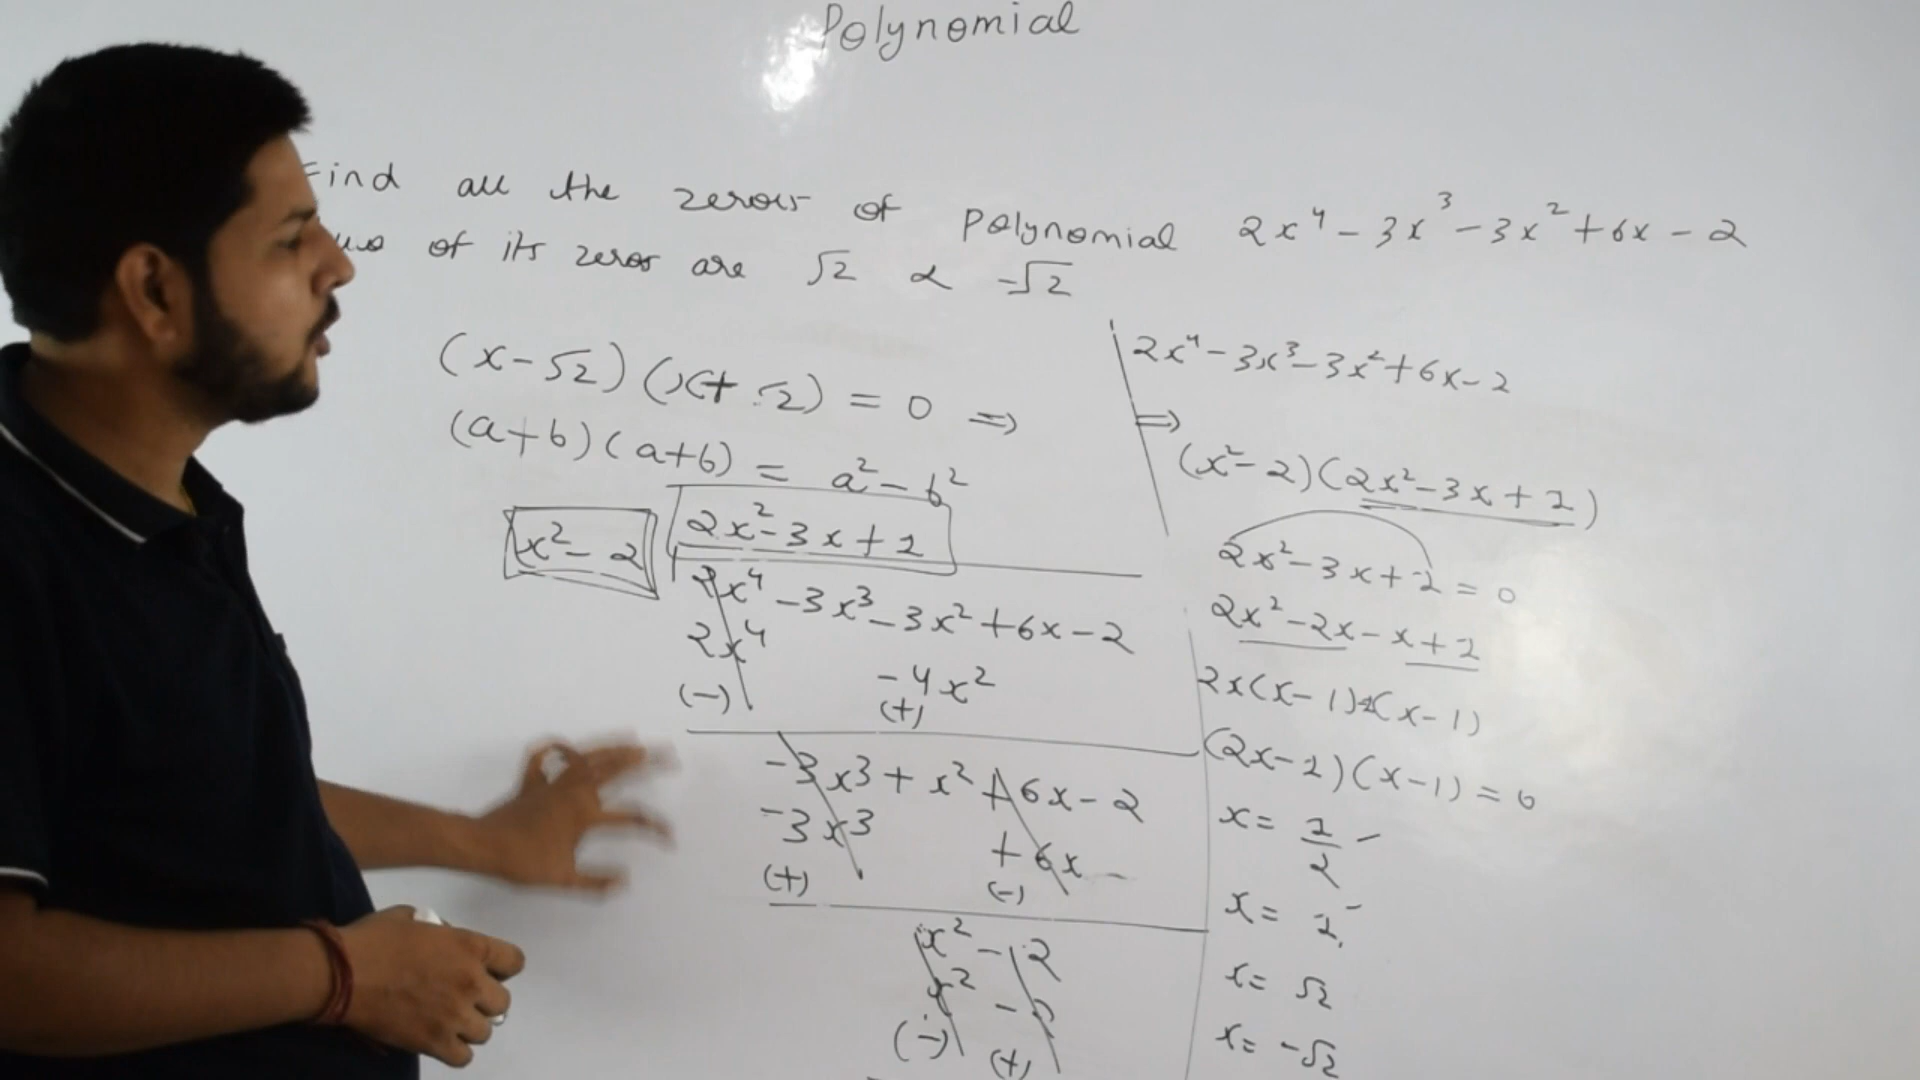 Polynomial
Find all the zerows of Polynomial 2x⁴ - 3x³ - 3x² + 6x - 2
of its zeros are √2 & -√2
(x-√2)(x+√2) = 0 ⇒
(a+b)(a+b) = a² - b²
x² - 2
2x² - 3x + 1
2x⁴ - 3x³ - 3x² + 6x - 2
2x⁴ - 4x²
(-) (+)
-3x³ + x² + 6x - 2
-3x³ + 6x
(+) (-)
x² - 2
x² - 2
(-) (+)
2x⁴ - 3x³ - 3x² + 6x - 2
⇒ (x² - 2)(2x² - 3x + 1)
2x² - 3x + 1 = 0
2x² - 2x - x + 1
2x(x-1)-1(x-1)
(2x-1)(x-1) = 0
x = 1/2
x = 1
x = √2
x = -√2